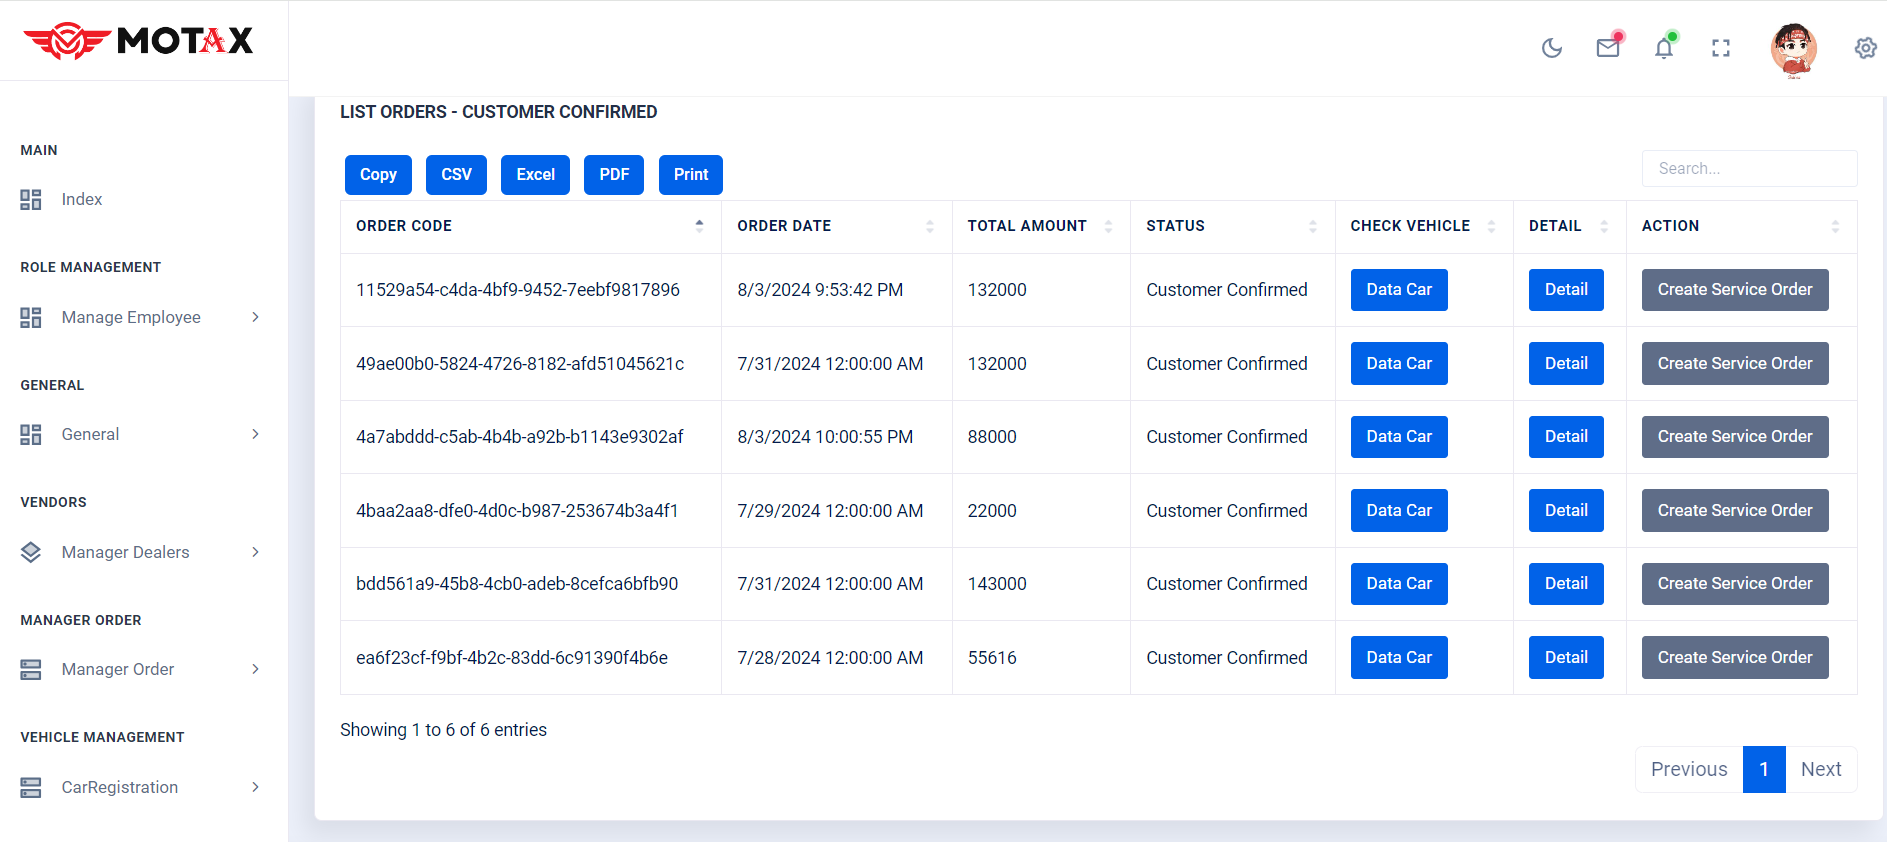 MOTAX
MAIN
Index
ROLE MANAGEMENT
Manage Employee
GENERAL
General
VENDORS
Manager Dealers
MANAGER ORDER
Manager Order
VEHICLE MANAGEMENT
CarRegistration
LIST ORDERS - CUSTOMER CONFIRMED
Copy CSV Excel PDF Print Search...
ORDER CODE ORDER DATE TOTAL AMOUNT STATUS CHECK VEHICLE DETAIL ACTION
11529a54-c4da-4bf9-9452-7eebf9817896 8/3/2024 9:53:42 PM 132000 Customer Confirmed Data Car Detail Create Service Order
49ae00b0-5824-4726-8182-afd51045621c 7/31/2024 12:00:00 AM 132000 Customer Confirmed Data Car Detail Create Service Order
4a7abddd-c5ab-4b4b-a92b-b1143e9302af 8/3/2024 10:00:55 PM 88000 Customer Confirmed Data Car Detail Create Service Order
4baa2aa8-dfe0-4d0c-b987-253674b3a4f1 7/29/2024 12:00:00 AM 22000 Customer Confirmed Data Car Detail Create Service Order
bdd561a9-45b8-4cb0-adeb-8cefca6bfb90 7/31/2024 12:00:00 AM 143000 Customer Confirmed Data Car Detail Create Service Order
ea6f23cf-f9bf-4b2c-83dd-6c91390f4b6e 7/28/2024 12:00:00 AM 55616 Customer Confirmed Data Car Detail Create Service Order
Showing 1 to 6 of 6 entries
Previous 1 Next